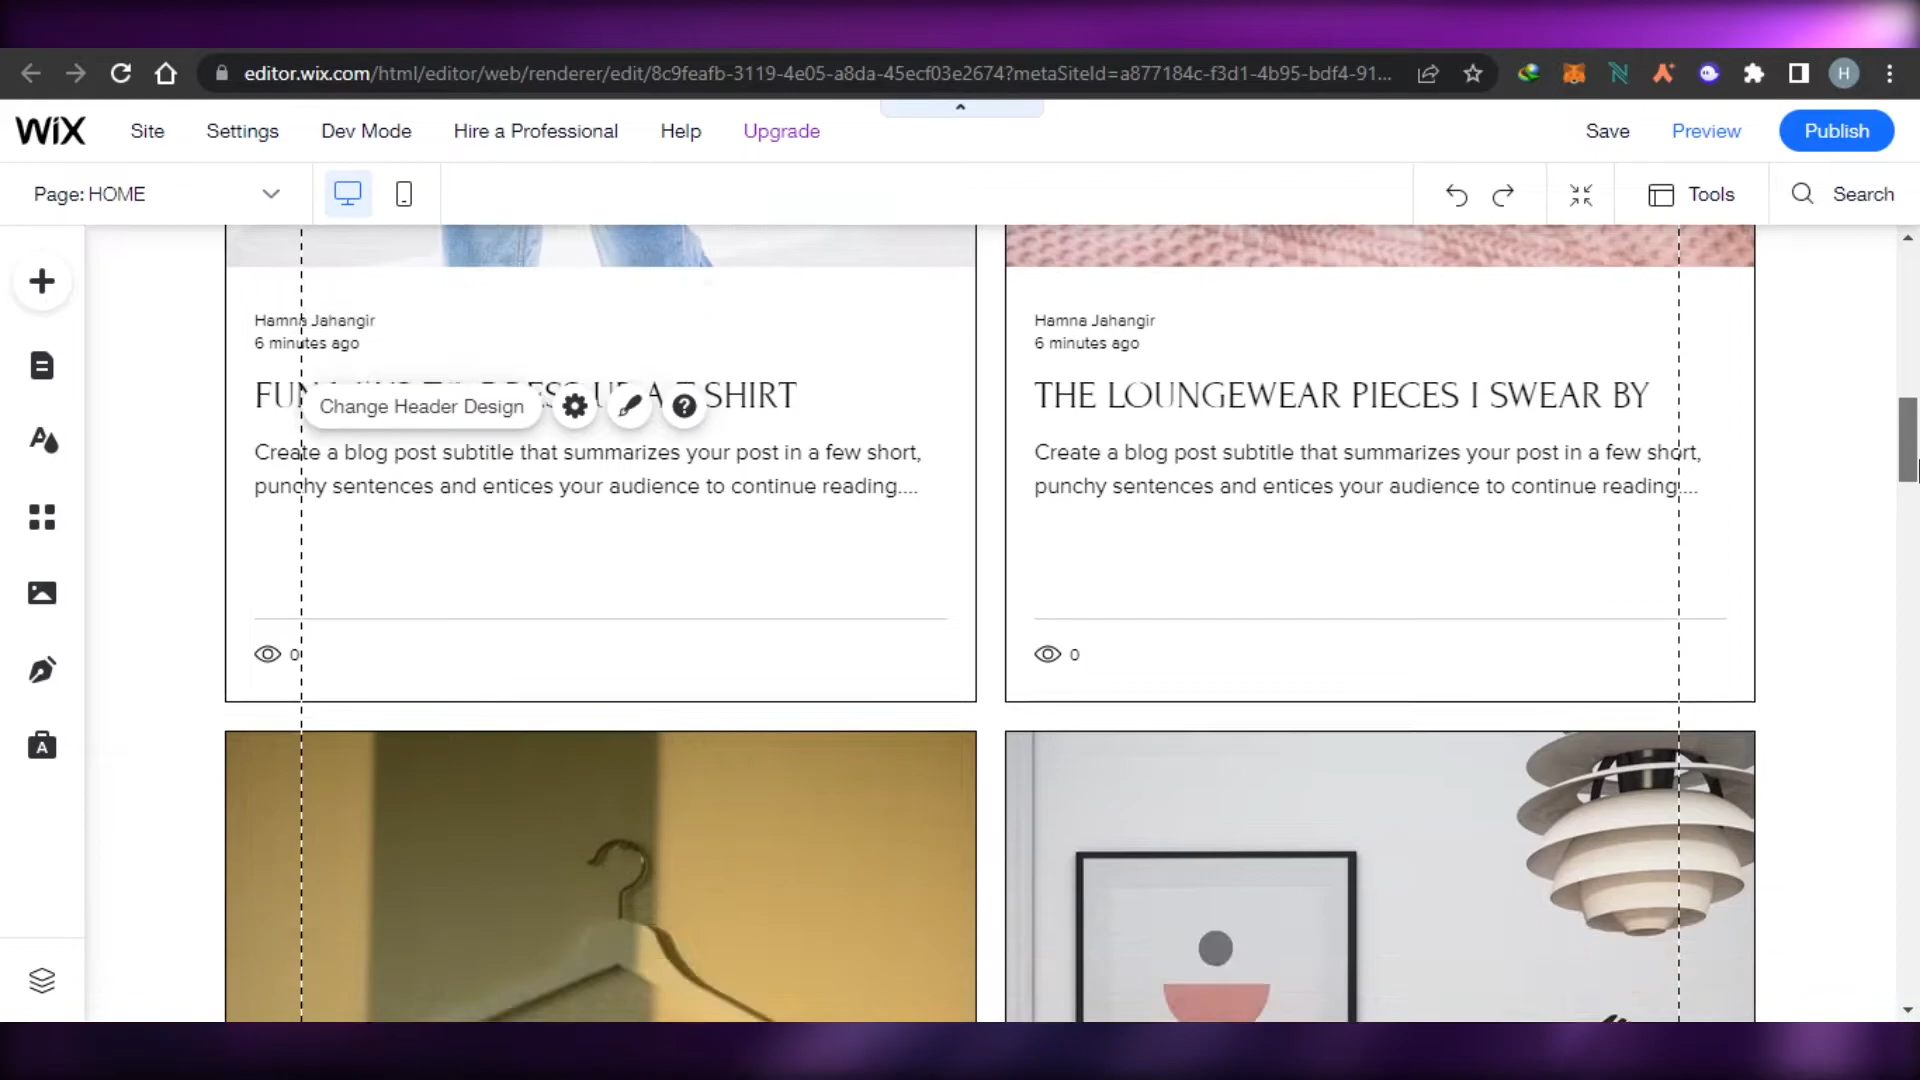 editor.wix.com/html/editor/web/renderer/edit/8c9feafb-3119-4e05-a8da-45ecf03e2674?metaSiteId=a877184c-f3d1-4b95-bdf4-91...
H
WiX
Site
Settings
Dev Mode
Hire a Professional
Help
Upgrade
Save
Preview
Publish
Page: HOME
Tools
Search
Hamna Jahangir
6 minutes ago
SHIRT
Change Header Design
Create a blog post subtitle that summarizes your post in a few short,
punchy sentences and entices your audience to continue reading....
0
Hamna Jahangir
6 minutes ago
THE LOUNGEWEAR PIECES I SWEAR BY
Create a blog post subtitle that summarizes your post in a few short,
punchy sentences and entices your audience to continue reading....
0
A